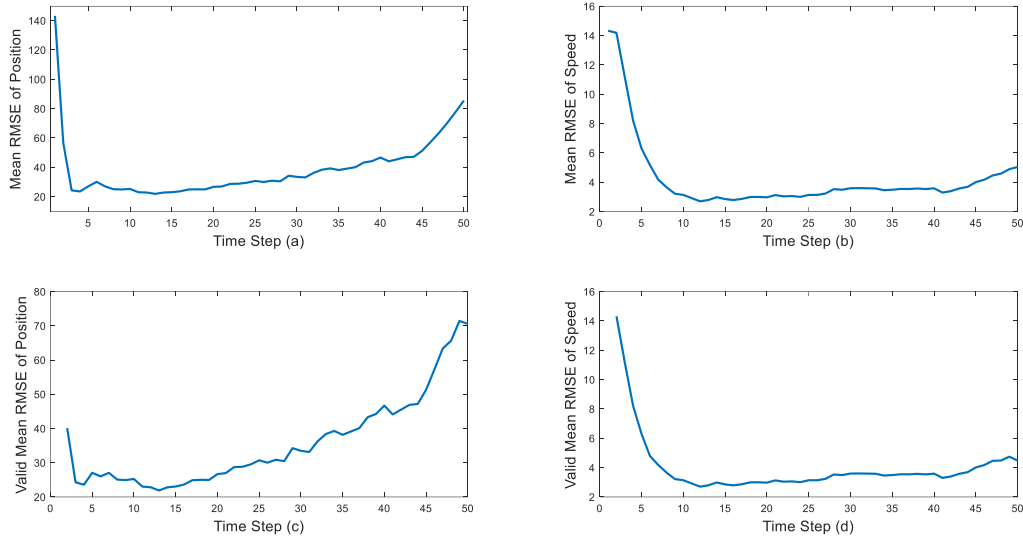 Mean RMSE of Position
140
120
100
80
60
40
20
5 10 15 20 25 30 35 40 45 50
Time Step (a)
Mean RMSE of Speed
16
14
12
10
8
6
4
2
0 5 10 15 20 25 30 35 40 45 50
Time Step (b)
Valid Mean RMSE of Position
80
70
60
50
40
30
20
0 5 10 15 20 25 30 35 40 45 50
Time Step (c)
Valid Mean RMSE of Speed
16
14
12
10
8
6
4
2
0 5 10 15 20 25 30 35 40 45 50
Time Step (d)